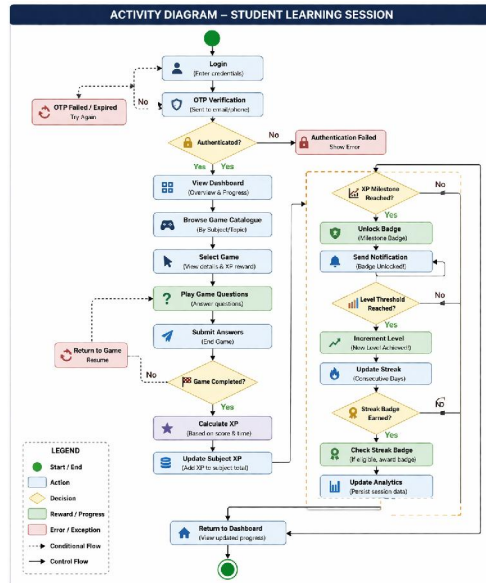 ACTIVITY DIAGRAM – STUDENT LEARNING SESSION
Login
(Enter credentials)
OTP Failed / Expired
Try Again
No
OTP Verification
(Sent to email/phone)
Authenticated?
No
Authentication Failed
Show Error
Yes
Yes
View Dashboard
(Overview & Progress)
Browse Game Catalogue
(By Subject/Topic)
Select Game
(View details & XP reward)
Play Game Questions
(Answer questions)
Submit Answers
(End Game)
Return to Game
Resume
No
Game Completed?
Yes
Calculate XP
(Based on score & time)
Update Subject XP
(Add XP to subject total)
XP Milestone
Reached?
No
Yes
Unlock Badge
(Milestone Badge)
Send Notification
(Badge Unlocked!)
Level Threshold
Reached?
No
Yes
Increment Level
(New Level Achieved!)
Update Streak
(Consecutive Days)
Streak Badge
Earned?
No
Yes
Check Streak Badge
(If eligible, award badge)
Update Analytics
(Persist session data)
Return to Dashboard
(View updated progress)
LEGEND
Start / End
Action
Decision
Reward / Progress
Error / Exception
Conditional Flow
Control Flow